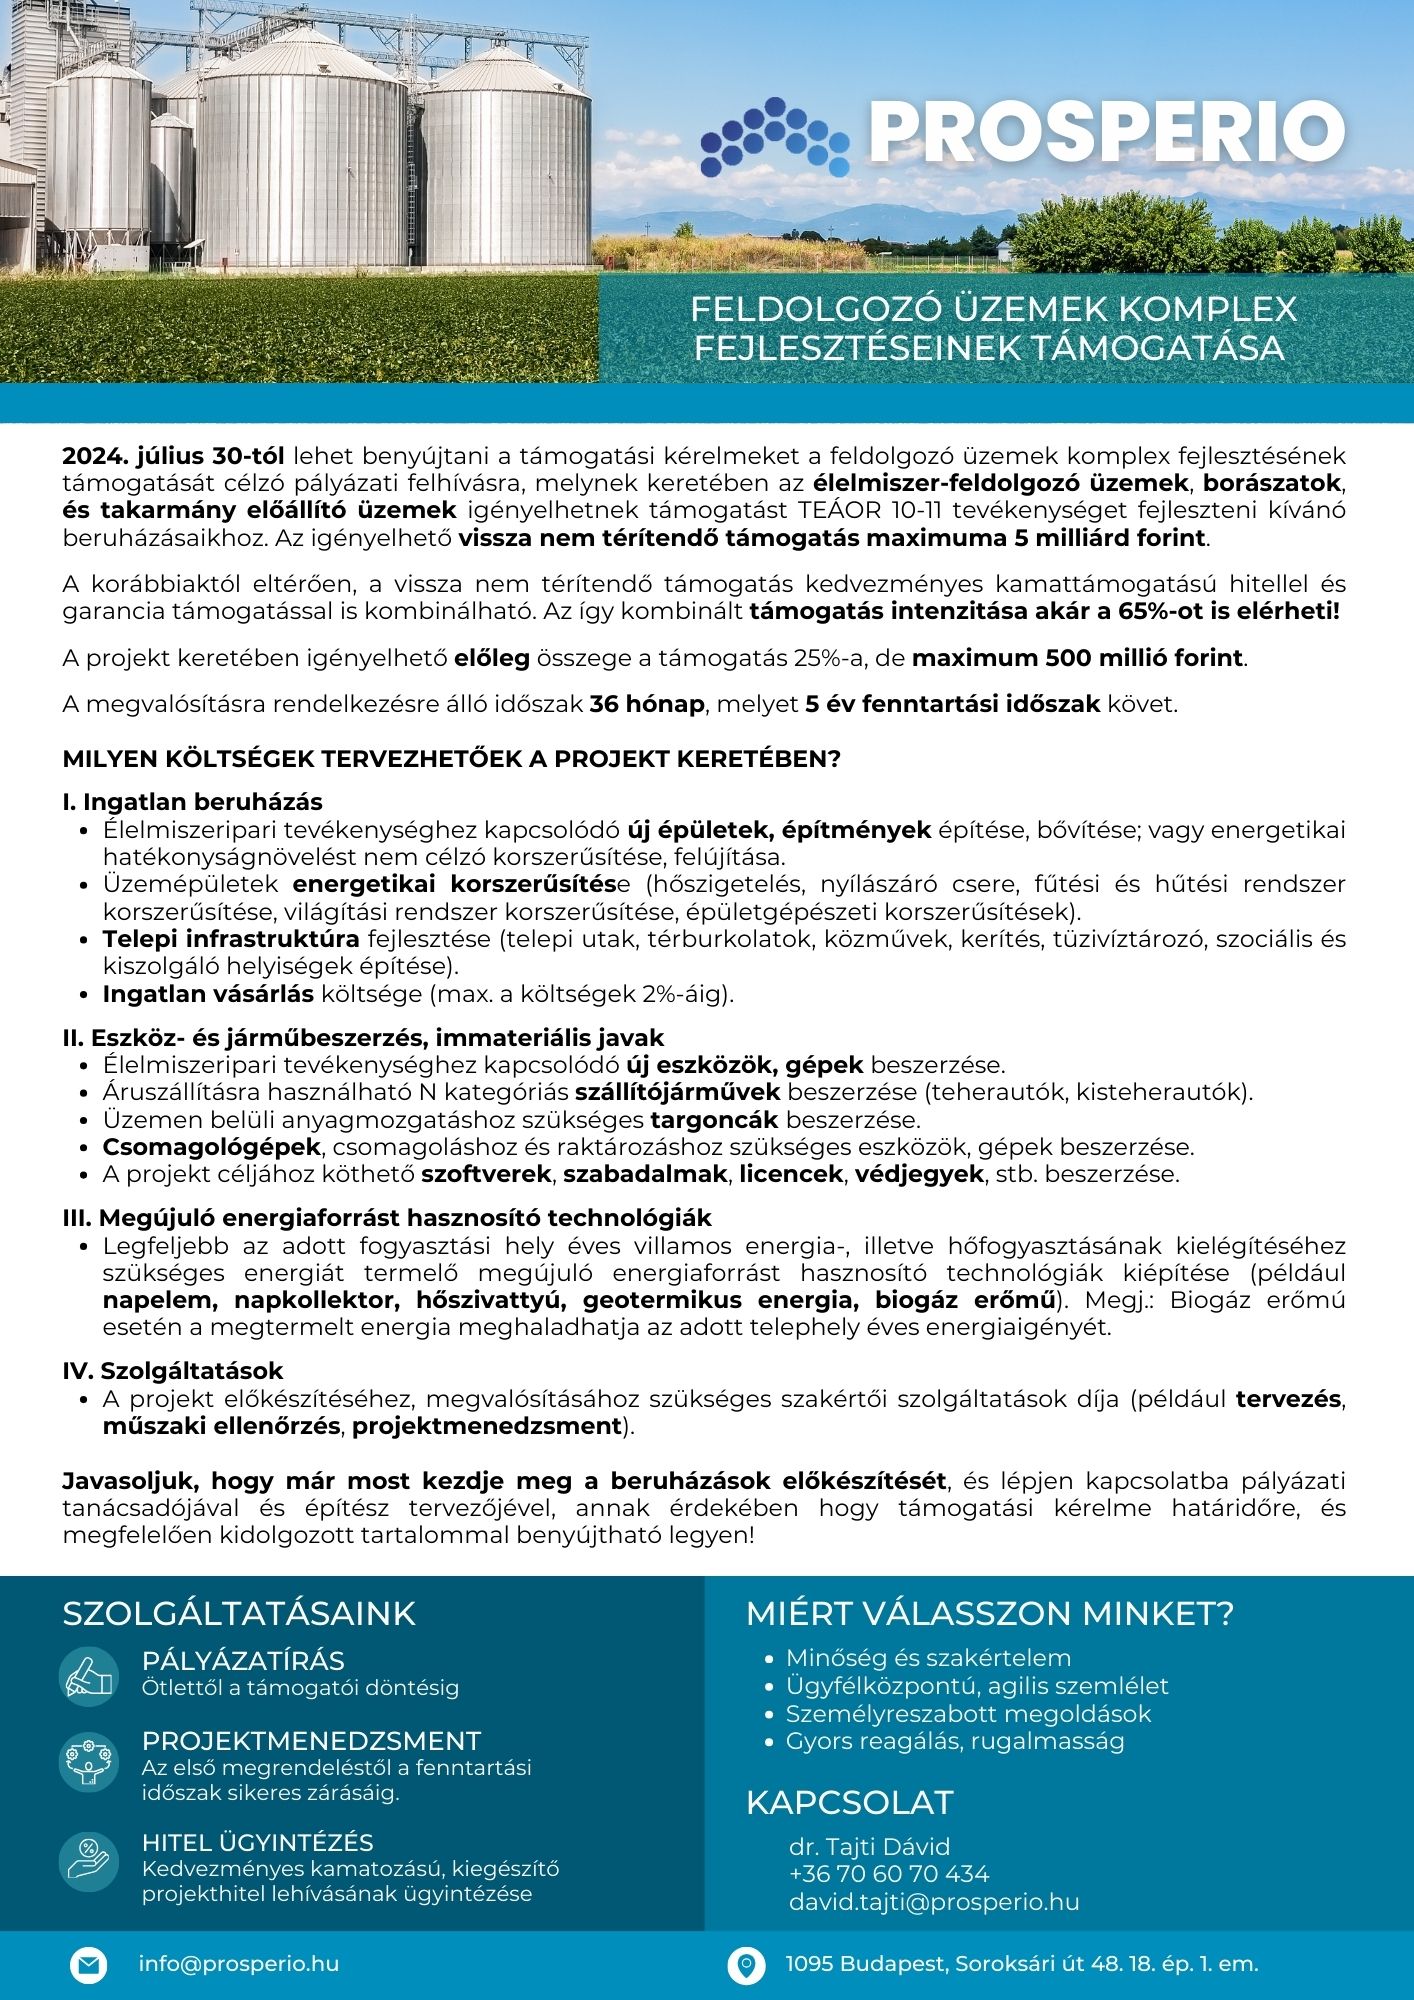 PROSPERIO
FELDOLGOZÓ ÜZEMEK KOMPLEX
FEJLESZTÉSEINEK TÁMOGATÁSA
2024. július 30-tól lehet benyújtani a támogatási kérelmeket a feldolgozó üzemek komplex fejlesztésének
támogatását célzó pályázati felhívásra, melynek keretében az élelmiszer-feldolgozó üzemek, borászatok,
és takarmány előállító üzemek igényelhetnek támogatást TEÁOR 10-11 tevékenységet fejleszteni kívánó
beruházásaikhoz. Az igényelhető vissza nem térítendő támogatás maximuma 5 milliárd forint.
A korábbiaktól eltérően, a vissza nem térítendő támogatás kedvezményes kamattámogatású hitellel és
garancia támogatással is kombinálható. Az így kombinált támogatás intenzitása akár a 65%-ot is elérheti!
A projekt keretében igényelhető előleg összege a támogatás 25%-a, de maximum 500 millió forint.
A megvalósításra rendelkezésre álló időszak 36 hónap, melyet 5 év fenntartási időszak követ.
MILYEN KÖLTSÉGEK TERVEZHETŐEK A PROJEKT KERETÉBEN?
I. Ingatlan beruházás
• Élelmiszeripari tevékenységhez kapcsolódó új épületek, építmények építése, bővítése; vagy energetikai
hatékonyságnövelést nem célzó korszerűsítése, felújítása.
• Üzemépületek energetikai korszerűsítése (hőszigetelés, nyílászáró csere, fűtési és hűtési rendszer
korszerűsítése, világítási rendszer korszerűsítése, épületgépészeti korszerűsítések).
• Telepi infrastruktúra fejlesztése (telepi utak, térburkolatok, közművek, kerítés, tüzivíztározó, szociális és
kiszolgáló helyiségek építése).
• Ingatlan vásárlás költsége (max. a költségek 2%-áig).
II. Eszköz- és járműbeszerzés, immateriális javak
• Élelmiszeripari tevékenységhez kapcsolódó új eszközök, gépek beszerzése.
• Áruszállításra használható N kategóriás szállítójárművek beszerzése (teherautók, kisteherautók).
• Üzemen belüli anyagmozgatáshoz szükséges targoncák beszerzése.
• Csomagológépek, csomagoláshoz és raktározáshoz szükséges eszközök, gépek beszerzése.
• A projekt céljához köthető szoftverek, szabadalmak, licencek, védjegyek, stb. beszerzése.
III. Megújuló energiaforrást hasznosító technológiák
• Legfeljebb az adott fogyasztási hely éves villamos energia-, illetve hőfogyasztásának kielégítéséhez
szükséges energiát termelő megújuló energiaforrást hasznosító technológiák kiépítése (például
napelem, napkollektor, hőszivattyú, geotermikus energia, biogáz erőmű). Megj.: Biogáz erőmú
esetén a megtermelt energia meghaladhatja az adott telephely éves energiaigényét.
IV. Szolgáltatások
• A projekt előkészítéséhez, megvalósításához szükséges szakértői szolgáltatások díja (például tervezés,
műszaki ellenőrzés, projektmenedzsment).
Javasoljuk, hogy már most kezdje meg a beruházások előkészítését, és lépjen kapcsolatba pályázati
tanácsadójával és építész tervezőjével, annak érdekében hogy támogatási kérelme határidőre, és
megfelelően kidolgozott tartalommal benyújtható legyen!
SZOLGÁLTATÁSAINK
PÁLYÁZATÍRÁS
Ötlettől a támogatói döntésig
PROJEKTMENEDZSMENT
Az első megrendeléstől a fenntartási
időszak sikeres zárásáig.
HITEL ÜGYINTÉZÉS
Kedvezményes kamatozású, kiegészítő
projekthitel lehívásának ügyintézése
MIÉRT VÁLASSZON MINKET?
• Minőség és szakértelem
• Ügyfélközpontú, agilis szemlélet
• Személyreszabott megoldások
• Gyors reagálás, rugalmasság
KAPCSOLAT
dr. Tajti Dávid
+36 70 60 70 434
david.tajti@prosperio.hu
info@prosperio.hu
1095 Budapest, Soroksári út 48. 18. ép. 1. em.